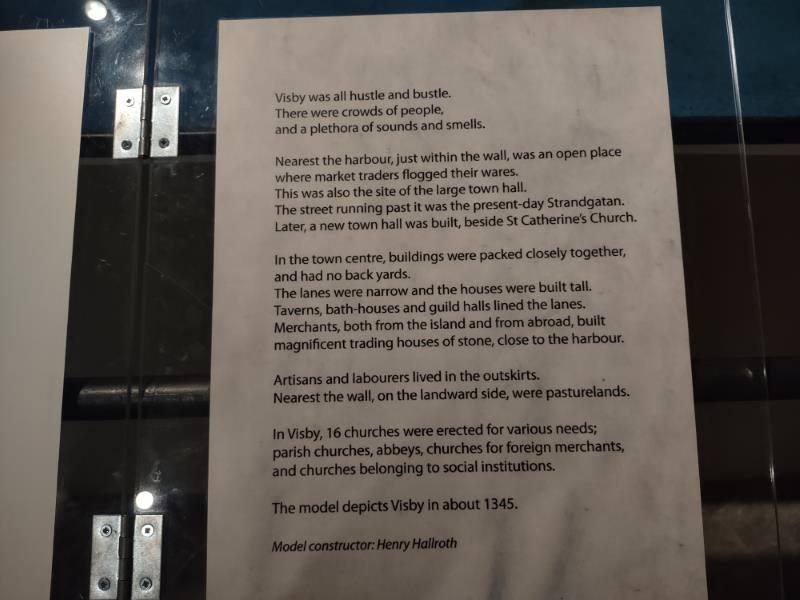 Visby was all hustle and bustle.
There were crowds of people,
and a plethora of sounds and smells.
Nearest the harbour, just within the wall, was an open place
where market traders flogged their wares.
This was also the site of the large town hall.
The street running past it was the present-day Strandgatan.
Later, a new town hall was built, beside St Catherine's Church.
In the town centre, buildings were packed closely together,
and had no back yards.
The lanes were narrow and the houses were built tall.
Taverns, bath-houses and guild halls lined the lanes.
Merchants, both from the island and from abroad, built
magnificent trading houses of stone, close to the harbour.
Artisans and labourers lived in the outskirts.
Nearest the wall, on the landward side, were pasturelands.
In Visby, 16 churches were erected for various needs;
parish churches, abbeys, churches for foreign merchants,
and churches belonging to social institutions.
The model depicts Visby in about 1345.
Model constructor: Henry Hallroth